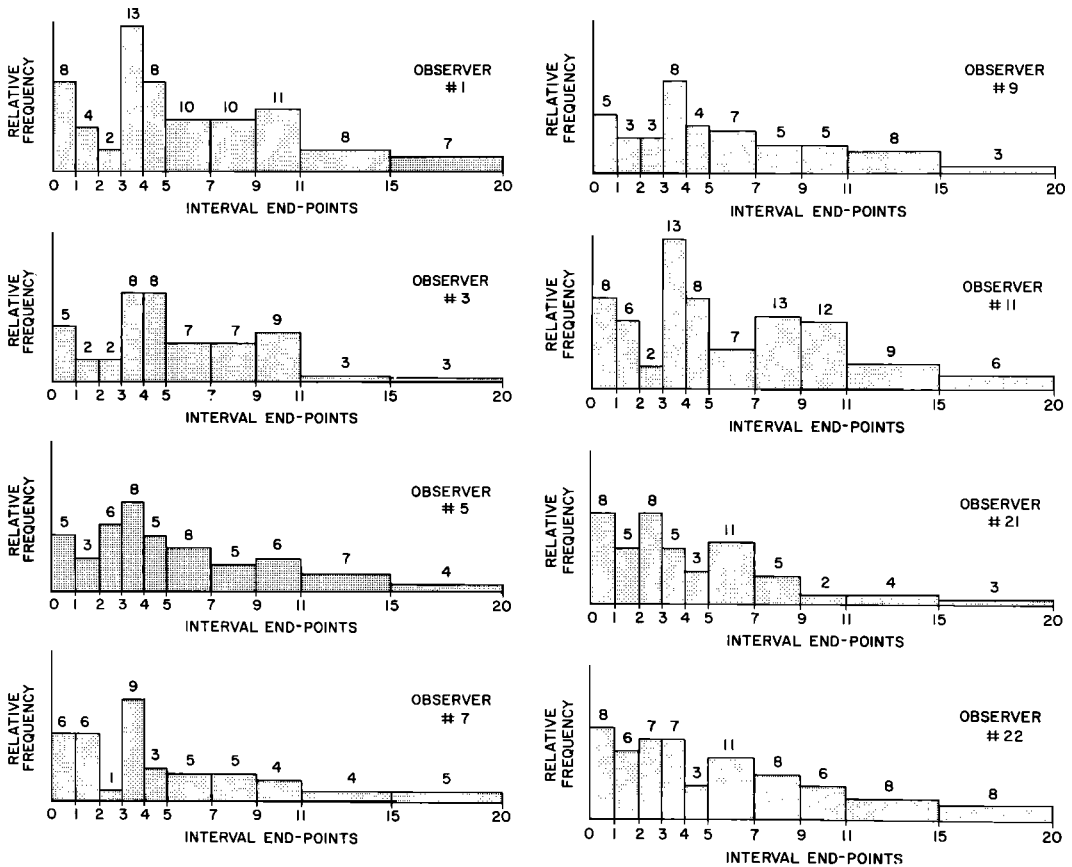 13
8
8
4
2
10
10
11
8
7
RELATIVE
FREQUENCY
OBSERVER
#1
0 1 2 3 4 5 7 9 11 15 20
INTERVAL END-POINTS
5
2
2
8
8
7
7
9
3
3
RELATIVE
FREQUENCY
OBSERVER
#3
0 1 2 3 4 5 7 9 11 15 20
INTERVAL END-POINTS
5
3
6
8
5
8
5
6
7
4
RELATIVE
FREQUENCY
OBSERVER
#5
0 1 2 3 4 5 7 9 11 15 20
INTERVAL END-POINTS
6
6
1
9
3
5
5
4
4
5
RELATIVE
FREQUENCY
OBSERVER
#7
0 1 2 3 4 5 7 9 11 15 20
INTERVAL END-POINTS
5
3
3
8
4
7
5
5
8
3
RELATIVE
FREQUENCY
OBSERVER
#9
0 1 2 3 4 5 7 9 11 15 20
INTERVAL END-POINTS
8
6
2
13
8
7
13
12
9
6
RELATIVE
FREQUENCY
OBSERVER
#11
0 1 2 3 4 5 7 9 11 15 20
INTERVAL END-POINTS
8
5
8
5
3
11
5
2
4
3
RELATIVE
FREQUENCY
OBSERVER
#21
0 1 2 3 4 5 7 9 11 15 20
INTERVAL END-POINTS
8
6
7
7
3
11
8
6
8
8
RELATIVE
FREQUENCY
OBSERVER
#22
0 1 2 3 4 5 7 9 11 15 20
INTERVAL END-POINTS